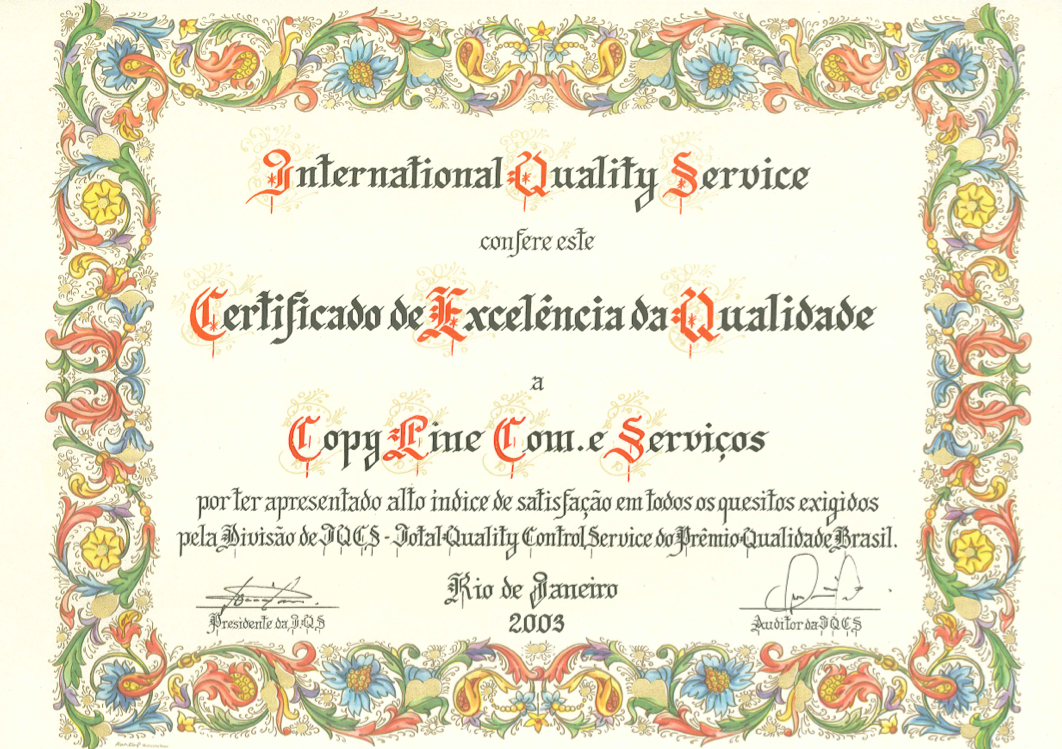 International Quality Service
confere este
Certificado de Excelência da Qualidade
a
Copy Line Com. e Serviços
por ter apresentado alto índice de satisfação em todos os quesitos exigidos
pela Divisão de TQCS - Total Quality Control Service do Prêmio Qualidade Brasil.
Rio de Janeiro
2003
Presidente da I.Q.S
Auditor da TQCS